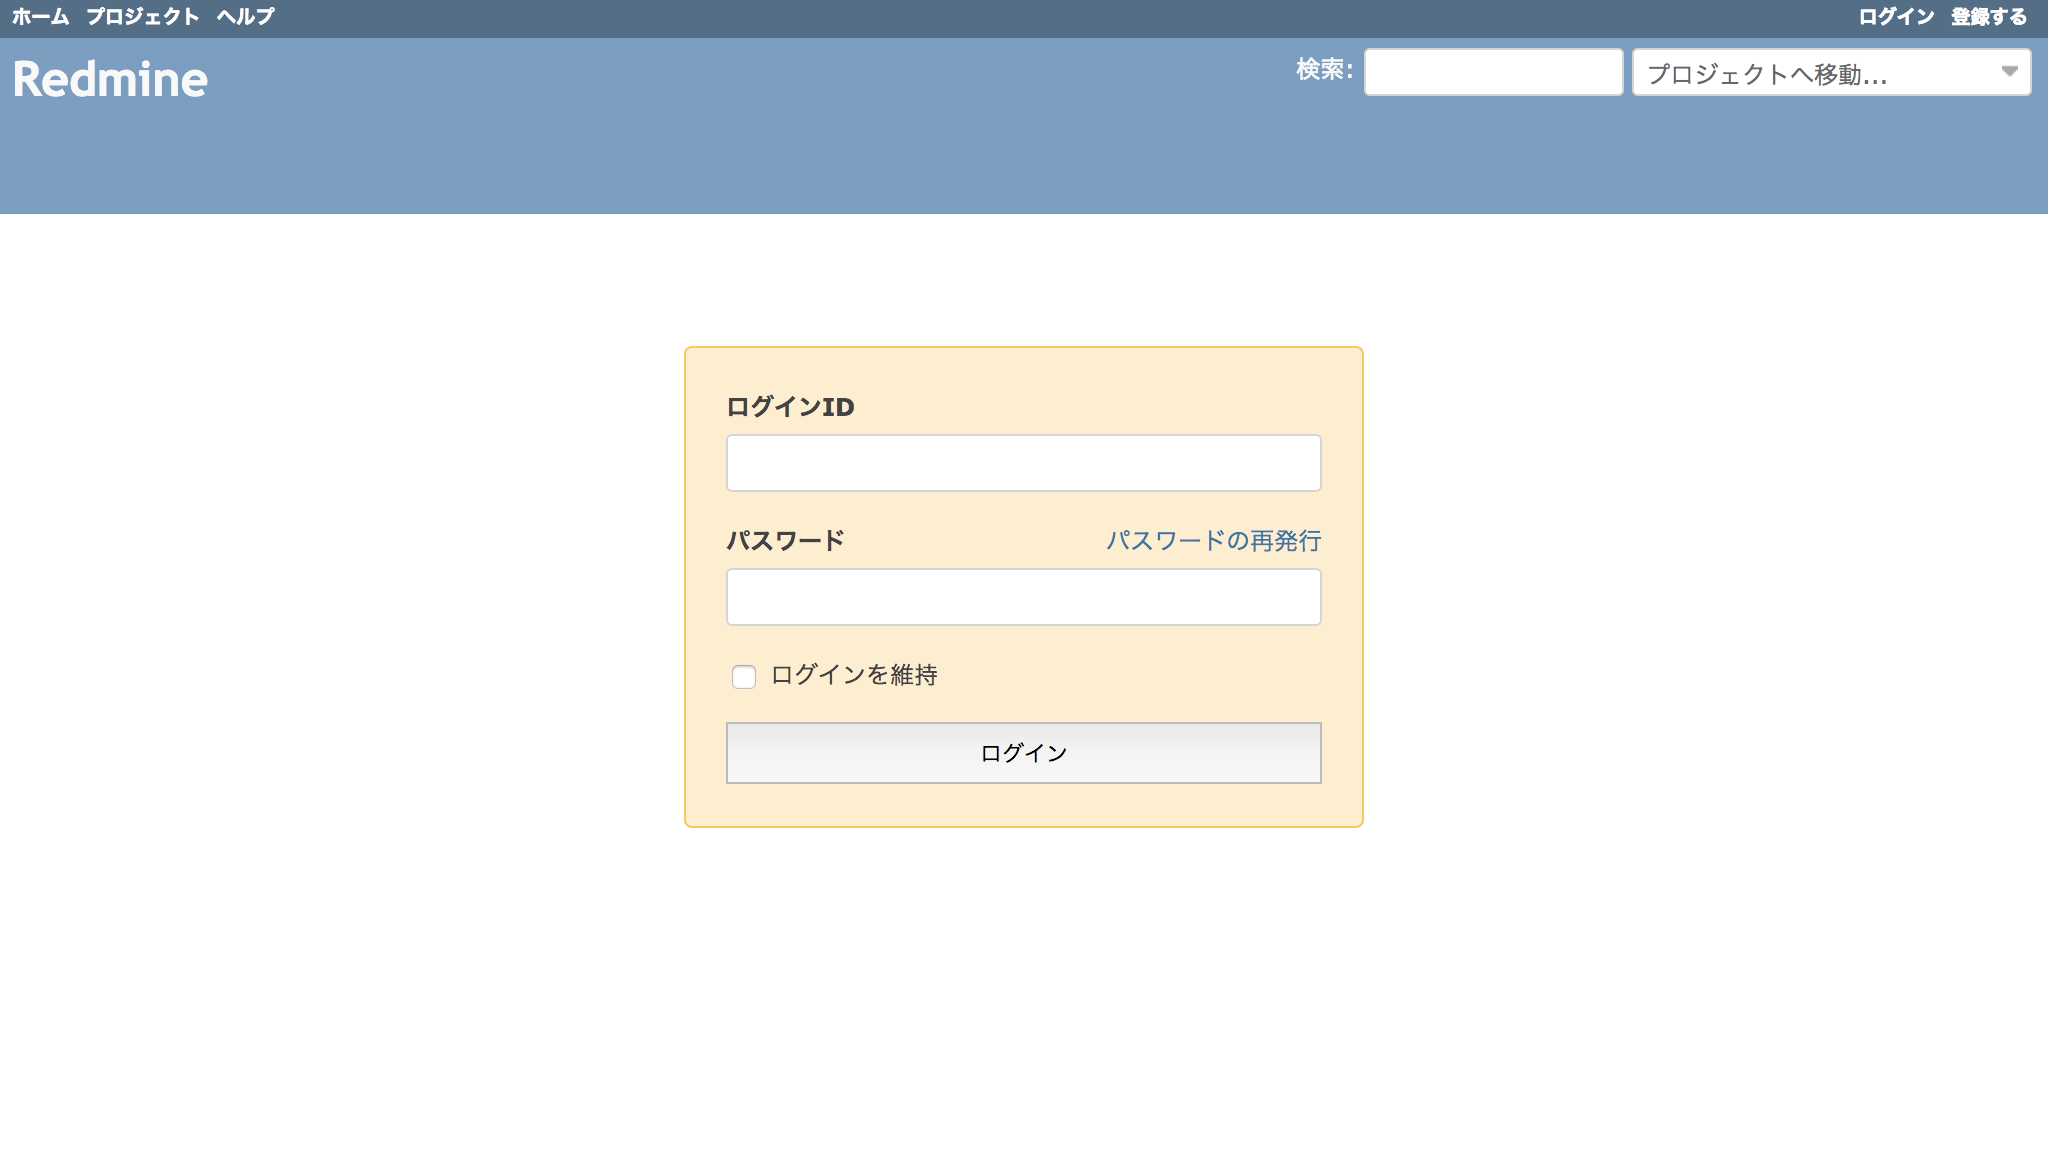 ホーム プロジェクト ヘルプ ログイン 登録する
Redmine 検索: プロジェクトへ移動...
ログインID
パスワード パスワードの再発行
ログインを維持
ログイン